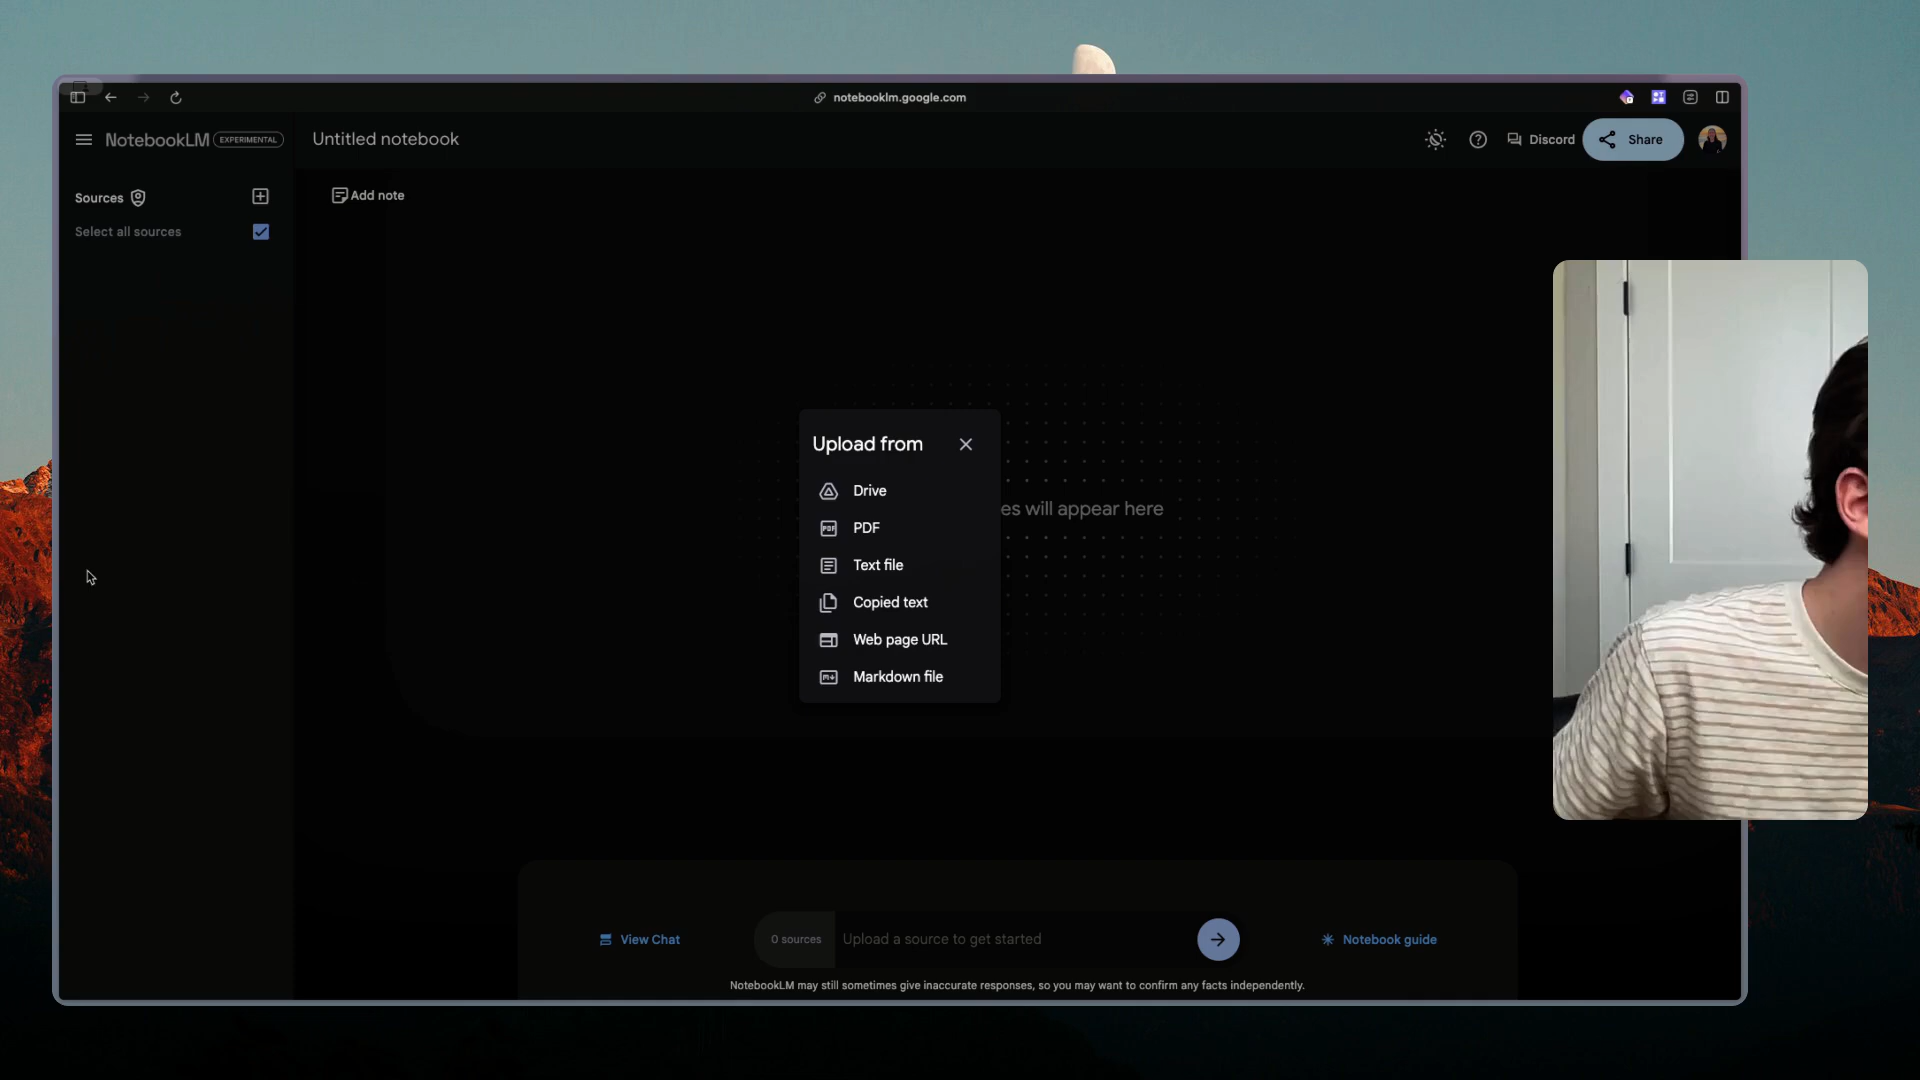 notebooklm.google.com
NotebookLM EXPERIMENTAL
Untitled notebook
Discord
Share
Sources
Select all sources
Add note
Upload from
Drive
PDF
Text file
Copied text
Web page URL
Markdown file
es will appear here
View Chat
0 sources
Upload a source to get started
Notebook guide
NotebookLM may still sometimes give inaccurate responses, so you may want to confirm any facts independently.